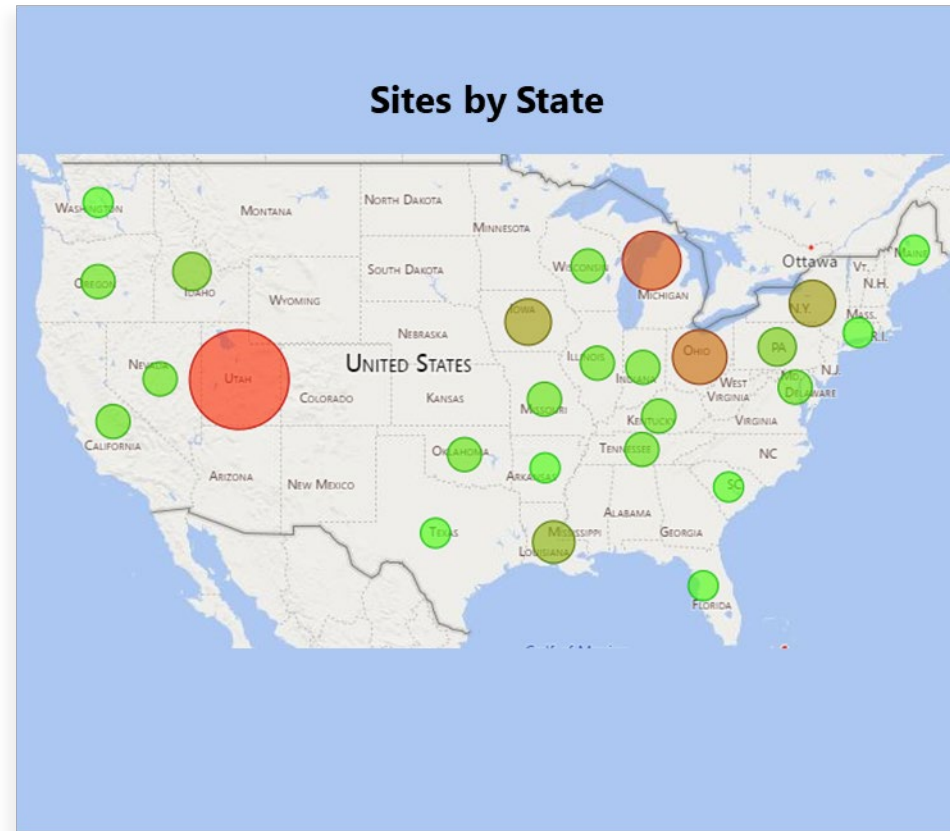 Sites by State
WASHINGTON
MONTANA
NORTH DAKOTA
MINNESOTA
OREGON
IDAHO
SOUTH DAKOTA
WISCONSIN
MICHIGAN
Ottawa
MAINE
VT.
N.H.
WYOMING
IOWA
N.Y.
MASS.
R.I.
NEBRASKA
NEVADA
UTAH
UNITED STATES
ILLINOIS
INDIANA
OHIO
PA
N.J.
COLORADO
KANSAS
MISSOURI
WEST
VIRGINIA
MD.
DELAWARE
CALIFORNIA
KENTUCKY
VIRGINIA
ARIZONA
NEW MEXICO
OKLAHOMA
ARKANSAS
TENNESSEE
NC
SC
ALABAMA
GEORGIA
TEXAS
MISSISSIPPI
LOUISIANA
FLORIDA